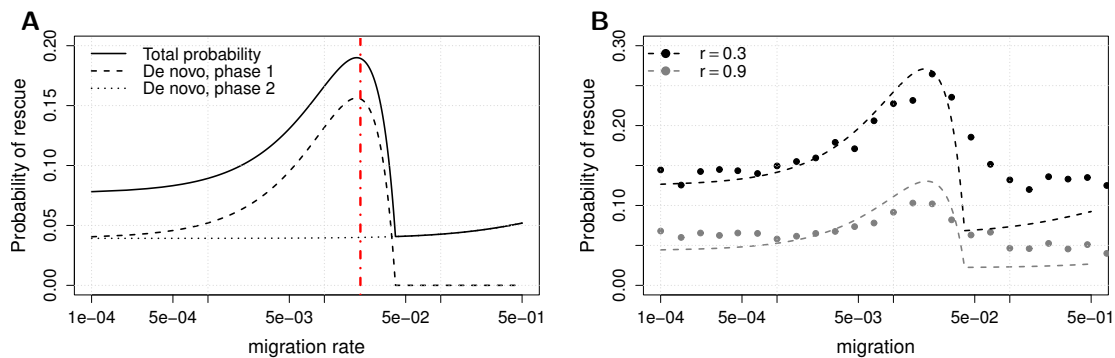 A
Probability of rescue
0.00
0.05
0.10
0.15
0.20
Total probability
De novo, phase 1
De novo, phase 2
1e−04
5e−04
5e−03
5e−02
5e−01
migration rate
B
Probability of rescue
0.00
0.10
0.20
0.30
r = 0.3
r = 0.9
1e−04
5e−04
5e−03
5e−02
5e−01
migration